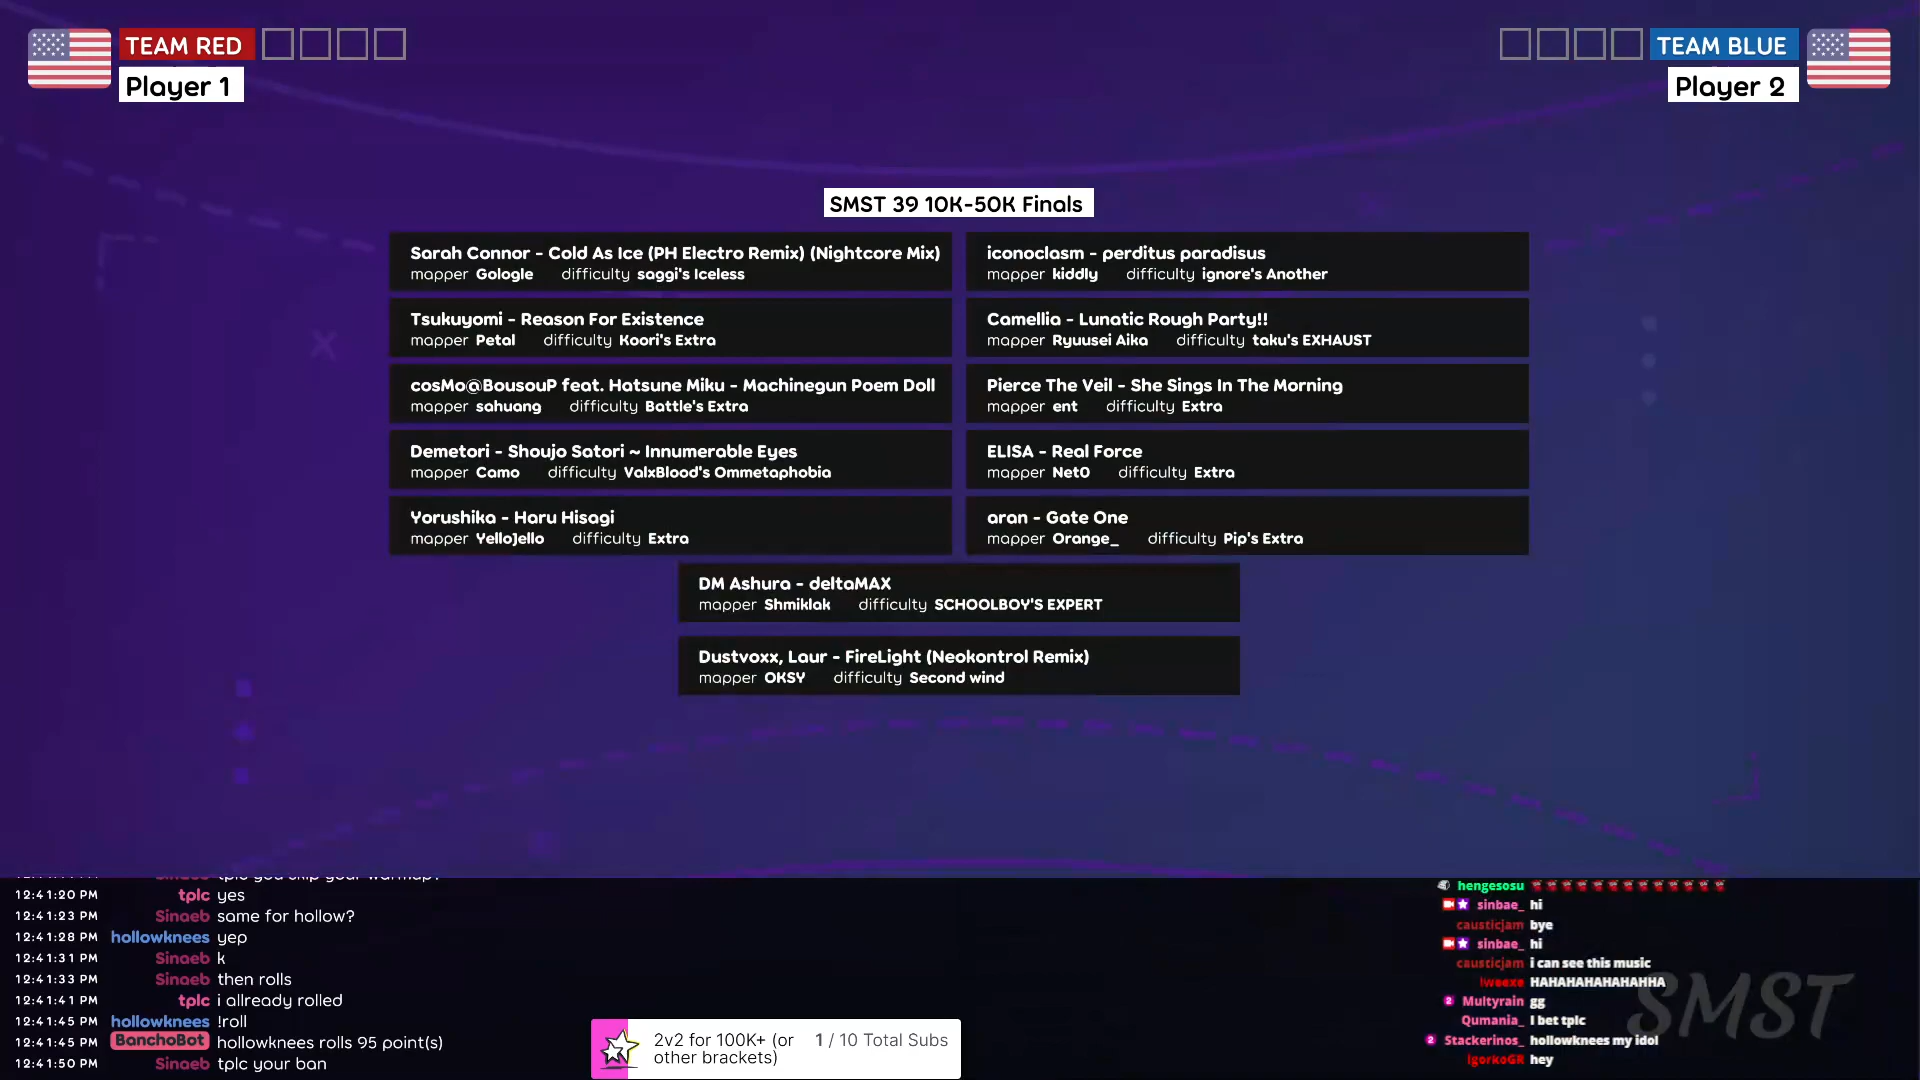 TEAM RED
Player 1
TEAM BLUE
Player 2
SMST 39 10K-50K Finals
Sarah Connor - Cold As Ice (PH Electro Remix) (Nightcore Mix)
mapper Gologle difficulty saggi's Iceless
iconoclasm - perditus paradisus
mapper kiddly difficulty ignore's Another
Tsukuyomi - Reason For Existence
mapper Petal difficulty Koori's Extra
Camellia - Lunatic Rough Party!!
mapper Ryuusei Aika difficulty taku's EXHAUST
cosMo@BousouP feat. Hatsune Miku - Machinegun Poem Doll
mapper sahuang difficulty Battle's Extra
Pierce The Veil - She Sings In The Morning
mapper ent difficulty Extra
Demetori - Shoujo Satori ~ Innumerable Eyes
mapper Camo difficulty ValxBlood's Ommetaphobia
ELISA - Real Force
mapper Net0 difficulty Extra
Yorushika - Haru Hisagi
mapper YelloJello difficulty Extra
aran - Gate One
mapper Orange_ difficulty Pip's Extra
DM Ashura - deltaMAX
mapper Shmiklak difficulty SCHOOLBOY'S EXPERT
Dustvoxx, Laur - FireLight (Neokontrol Remix)
mapper OKSY difficulty Second wind
tplc you skip your warmup?
12:41:20 PM tplc yes
12:41:23 PM Sinaeb same for hollow?
12:41:28 PM hollowknees yep
12:41:31 PM Sinaeb k
12:41:33 PM Sinaeb then rolls
12:41:41 PM tplc i allready rolled
12:41:45 PM hollowknees !roll
12:41:45 PM BanchoBot hollowknees rolls 95 point(s)
12:41:50 PM Sinaeb tplc your ban
2v2 for 100K+ (or
other brackets)
1 / 10 Total Subs
hengesosu
sinbae_ hi
causticjam bye
sinbae_ hi
causticjam i can see this music
HAHAHAHAHAHAHHA
2 Multyrain gg
Qumania_ I bet tplc
2 Stackerinos_ hollowknees my idol
IgorkoGR hey
SMST